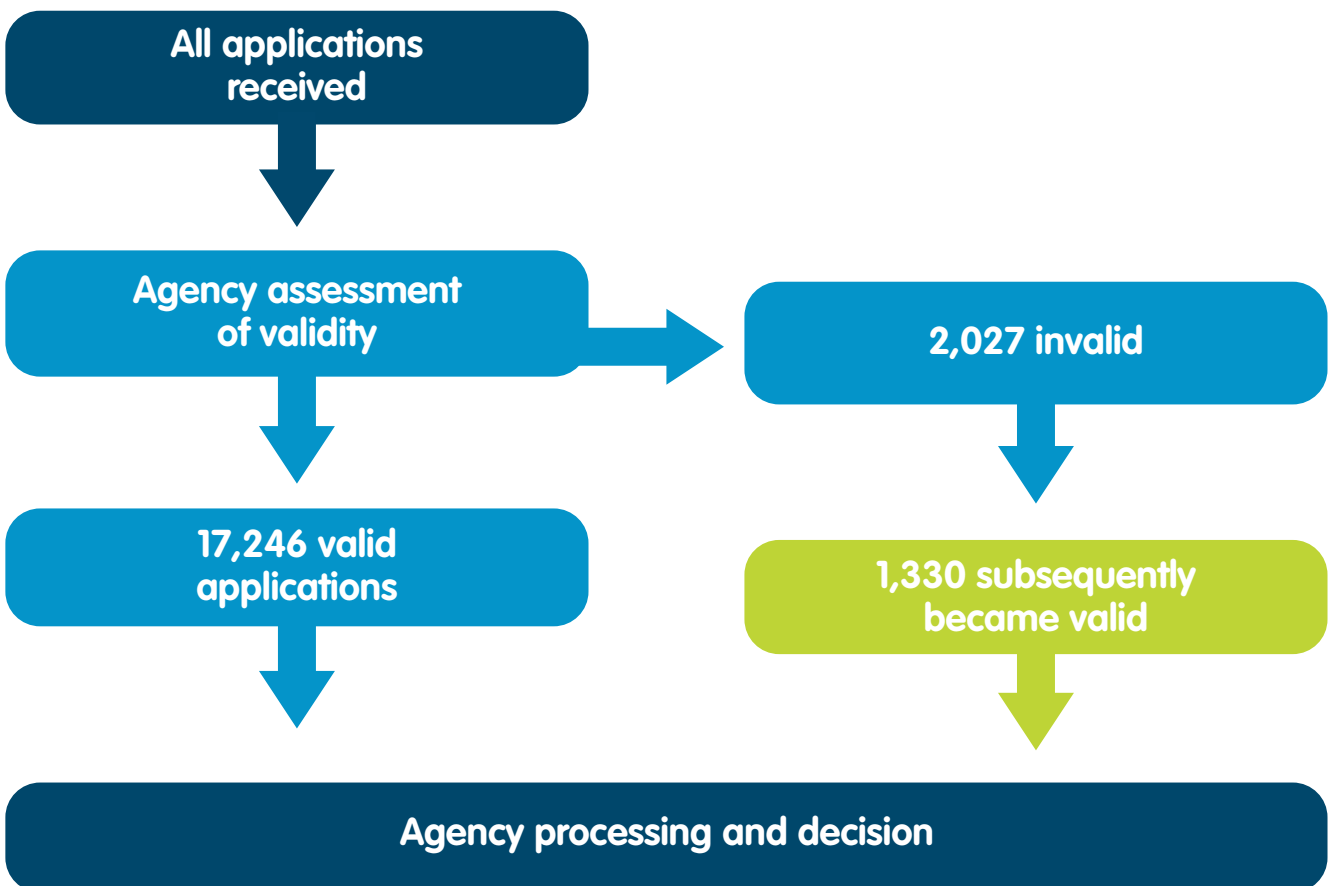 All applications
received
Agency assessment
of validity
2,027 invalid
17,246 valid
applications
1,330 subsequently
became valid
Agency processing and decision